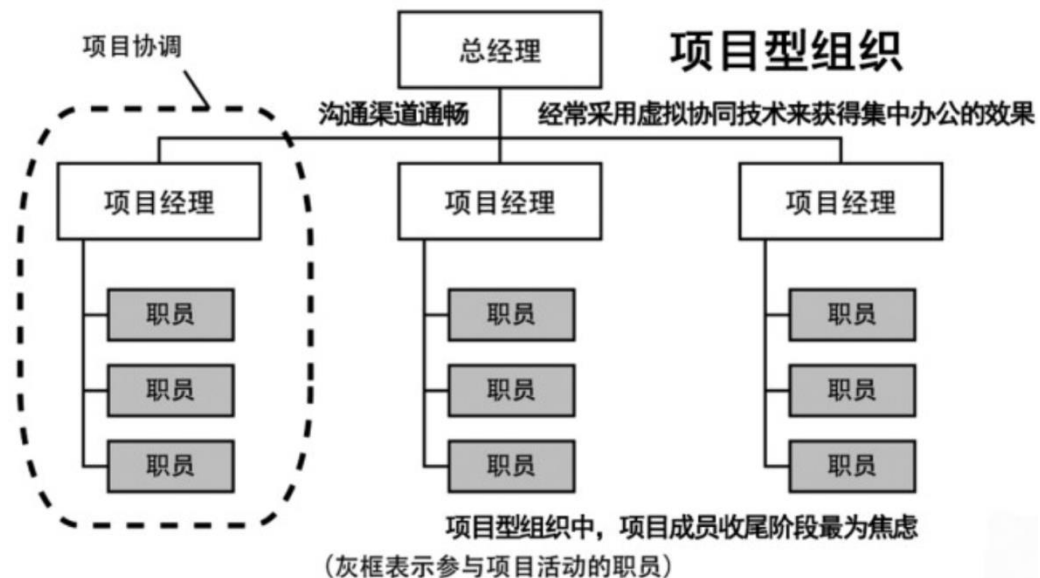 项目协调
总经理
项目型组织
沟通渠道通畅
经常采用虚拟协同技术来获得集中办公的效果
项目经理
项目经理
项目经理
职员
职员
职员
职员
职员
职员
职员
职员
职员
项目型组织中，项目成员收尾阶段最为焦虑
（灰框表示参与项目活动的职员）